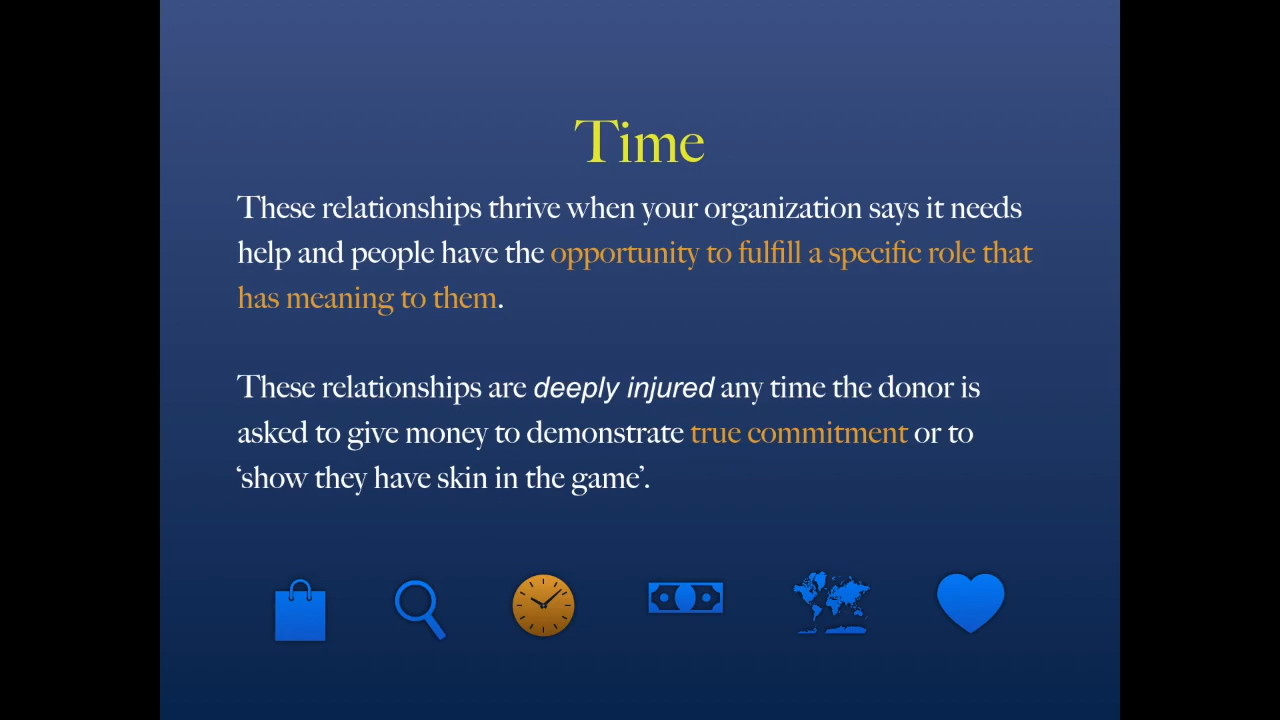 Time
These relationships thrive when your organization says it needs
help and people have the opportunity to fulfill a specific role that
has meaning to them.
These relationships are deeply injured any time the donor is
asked to give money to demonstrate true commitment or to
‘show they have skin in the game’.